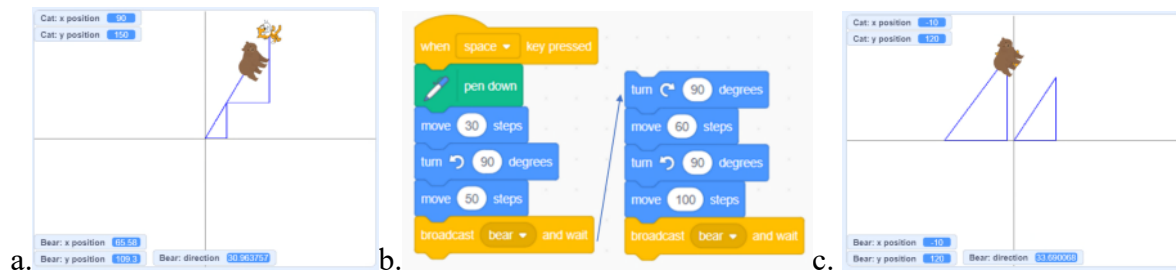 Cat: x position 90
Cat: y position 150
Bear: x position 65.58
Bear: y position 109.3
Bear: direction 30.963757
a.
when space key pressed
pen down
move 30 steps
turn 90 degrees
move 50 steps
broadcast bear and wait
turn 90 degrees
move 60 steps
turn 90 degrees
move 100 steps
broadcast bear and wait
b.
Cat: x position -10
Cat: y position 120
Bear: x position -10
Bear: y position 120
Bear: direction 33.690068
c.